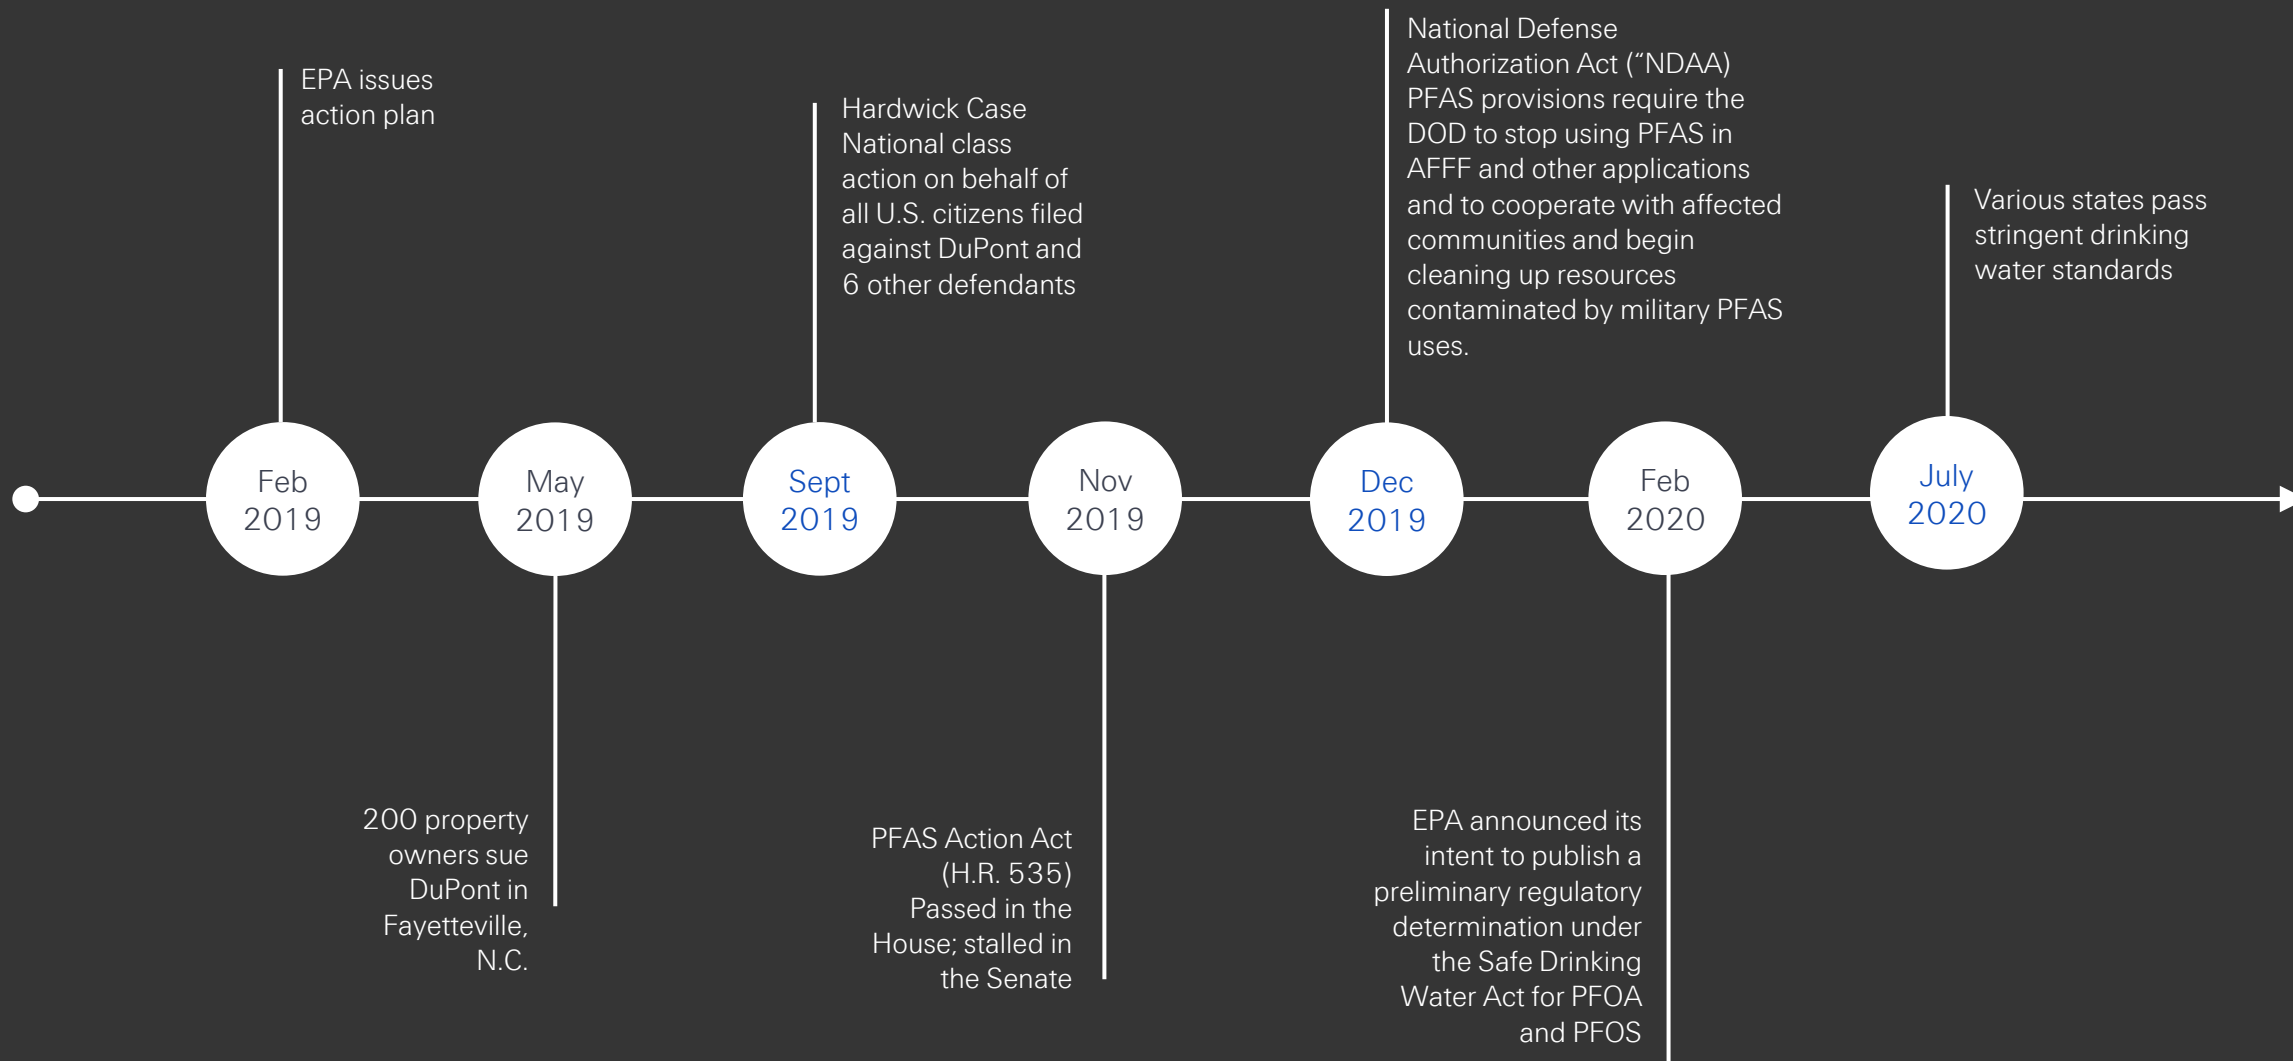 EPA issues
action plan
Hardwick Case
National class
action on behalf of
all U.S. citizens filed
against DuPont and
6 other defendants
National Defense
Authorization Act (“NDAA)
PFAS provisions require the
DOD to stop using PFAS in
AFFF and other applications
and to cooperate with affected
communities and begin
cleaning up resources
contaminated by military PFAS
uses.
Various states pass
stringent drinking
water standards
Feb
2019
May
2019
Sept
2019
Nov
2019
Dec
2019
Feb
2020
July
2020
200 property
owners sue
DuPont in
Fayetteville,
N.C.
PFAS Action Act
(H.R. 535)
Passed in the
House; stalled in
the Senate
EPA announced its
intent to publish a
preliminary regulatory
determination under
the Safe Drinking
Water Act for PFOA
and PFOS